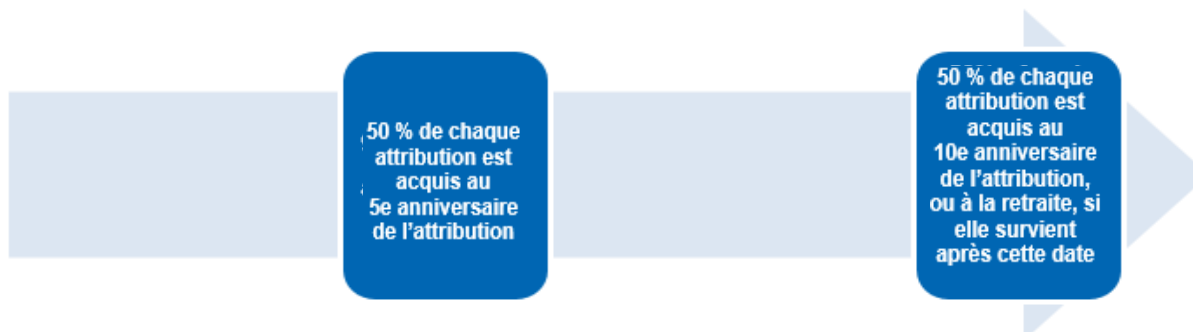 50 % de chaque
attribution est
acquis au
5e anniversaire
de l’attribution
50 % de chaque
attribution est
acquis au
10e anniversaire
de l’attribution,
ou à la retraite, si
elle survient
après cette date